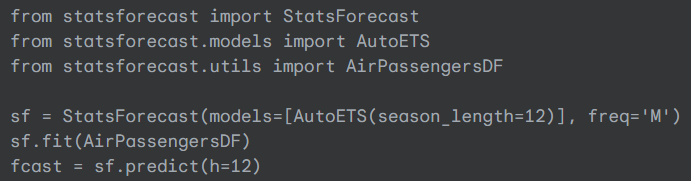 from statsforecast import StatsForecast
from statsforecast.models import AutoETS
from statsforecast.utils import AirPassengersDF

sf = StatsForecast(models=[AutoETS(season_length=12)], freq='M')
sf.fit(AirPassengersDF)
fcast = sf.predict(h=12)